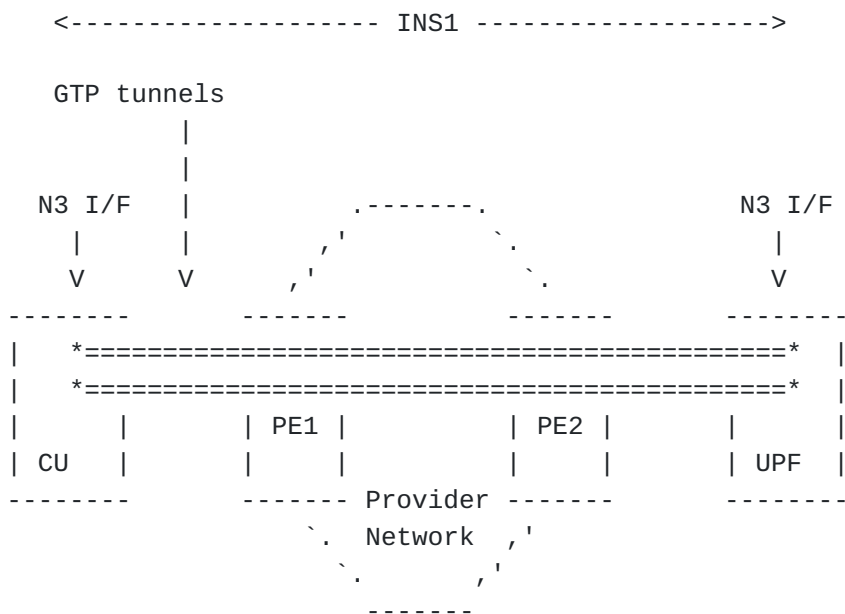 <-------------------- INS1 ------------------->
GTP tunnels
|
|
N3 I/F | .-------. N3 I/F
| | ,' `. |
V V ,' `. V
-------- ------- ------- --------
| *=============================================* |
| *=============================================* |
| | | PE1 | | PE2 | | |
| CU | | | | | | UPF |
-------- ------- Provider ------- --------
`. Network ,'
`. ,'
-------